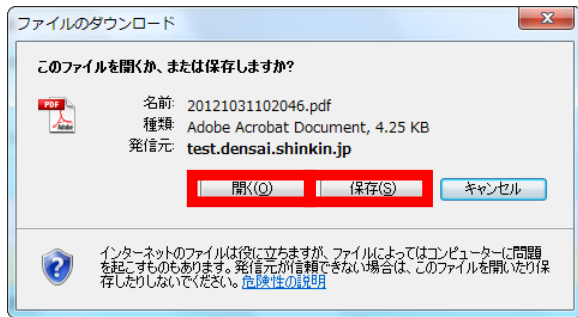 ファイルのダウンロード
このファイルを開くか、または保存しますか?
PDF
Adobe
名前: 20121031102046.pdf
種類: Adobe Acrobat Document, 4.25 KB
発信元: test.densai.shinkin.jp
開く(O) 保存(S) キャンセル
インターネットのファイルは役に立ちますが、ファイルによってはコンピューターに問題
を起こすものもあります。発信元が信頼できない場合は、このファイルを開いたり保
存したりしないでください。危険性の説明